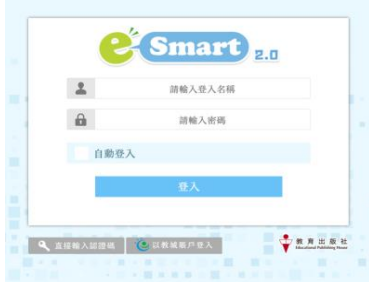 e Smart 2.0
請輸入登入名稱
請輸入密碼
自動登入
登入
直接輸入認證碼
以教城賬戶登入
教育出版社
Educational Publishing House